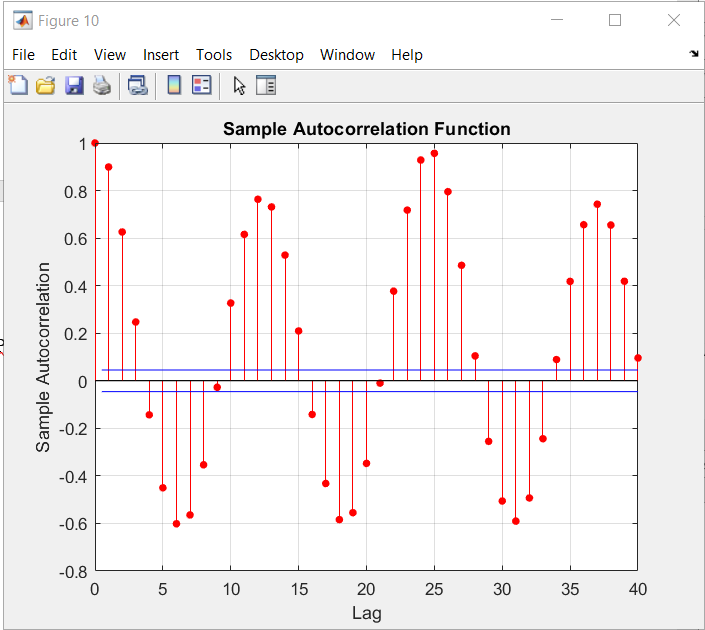 Figure 10
File Edit View Insert Tools Desktop Window Help
Sample Autocorrelation Function
1
0.8
0.6
0.4
0.2
0
-0.2
-0.4
-0.6
-0.8
Sample Autocorrelation
0 5 10 15 20 25 30 35 40
Lag